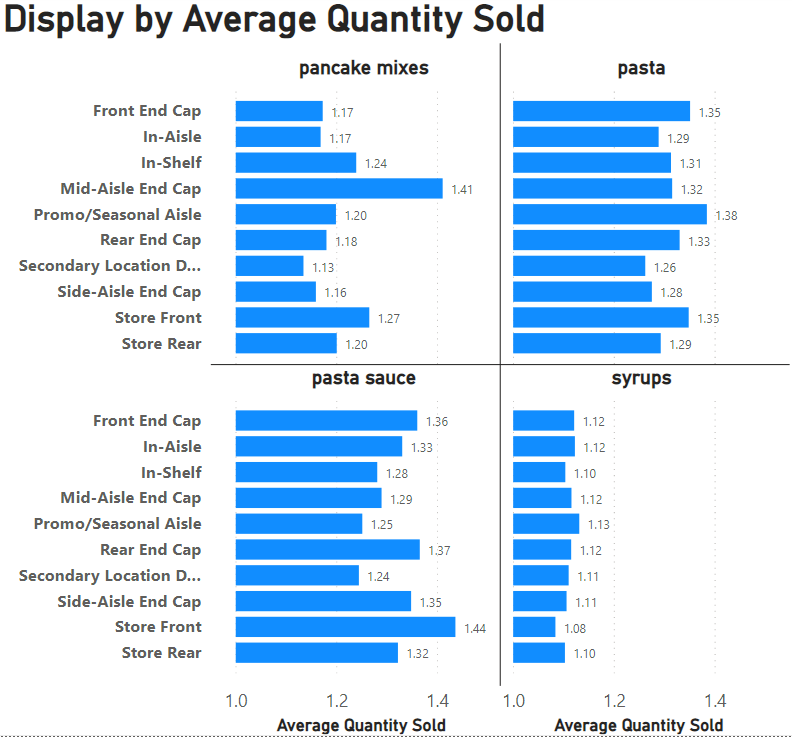 Display by Average Quantity Sold
pancake mixes
Front End Cap 1.17
In-Aisle 1.17
In-Shelf 1.24
Mid-Aisle End Cap 1.41
Promo/Seasonal Aisle 1.20
Rear End Cap 1.18
Secondary Location D... 1.13
Side-Aisle End Cap 1.16
Store Front 1.27
Store Rear 1.20
pasta
1.35
1.29
1.31
1.32
1.38
1.33
1.26
1.28
1.35
1.29
pasta sauce
Front End Cap 1.36
In-Aisle 1.33
In-Shelf 1.28
Mid-Aisle End Cap 1.29
Promo/Seasonal Aisle 1.25
Rear End Cap 1.37
Secondary Location D... 1.24
Side-Aisle End Cap 1.35
Store Front 1.44
Store Rear 1.32
1.0 1.2 1.4
Average Quantity Sold
syrups
1.12
1.12
1.10
1.12
1.13
1.12
1.11
1.11
1.08
1.10
1.0 1.2 1.4
Average Quantity Sold